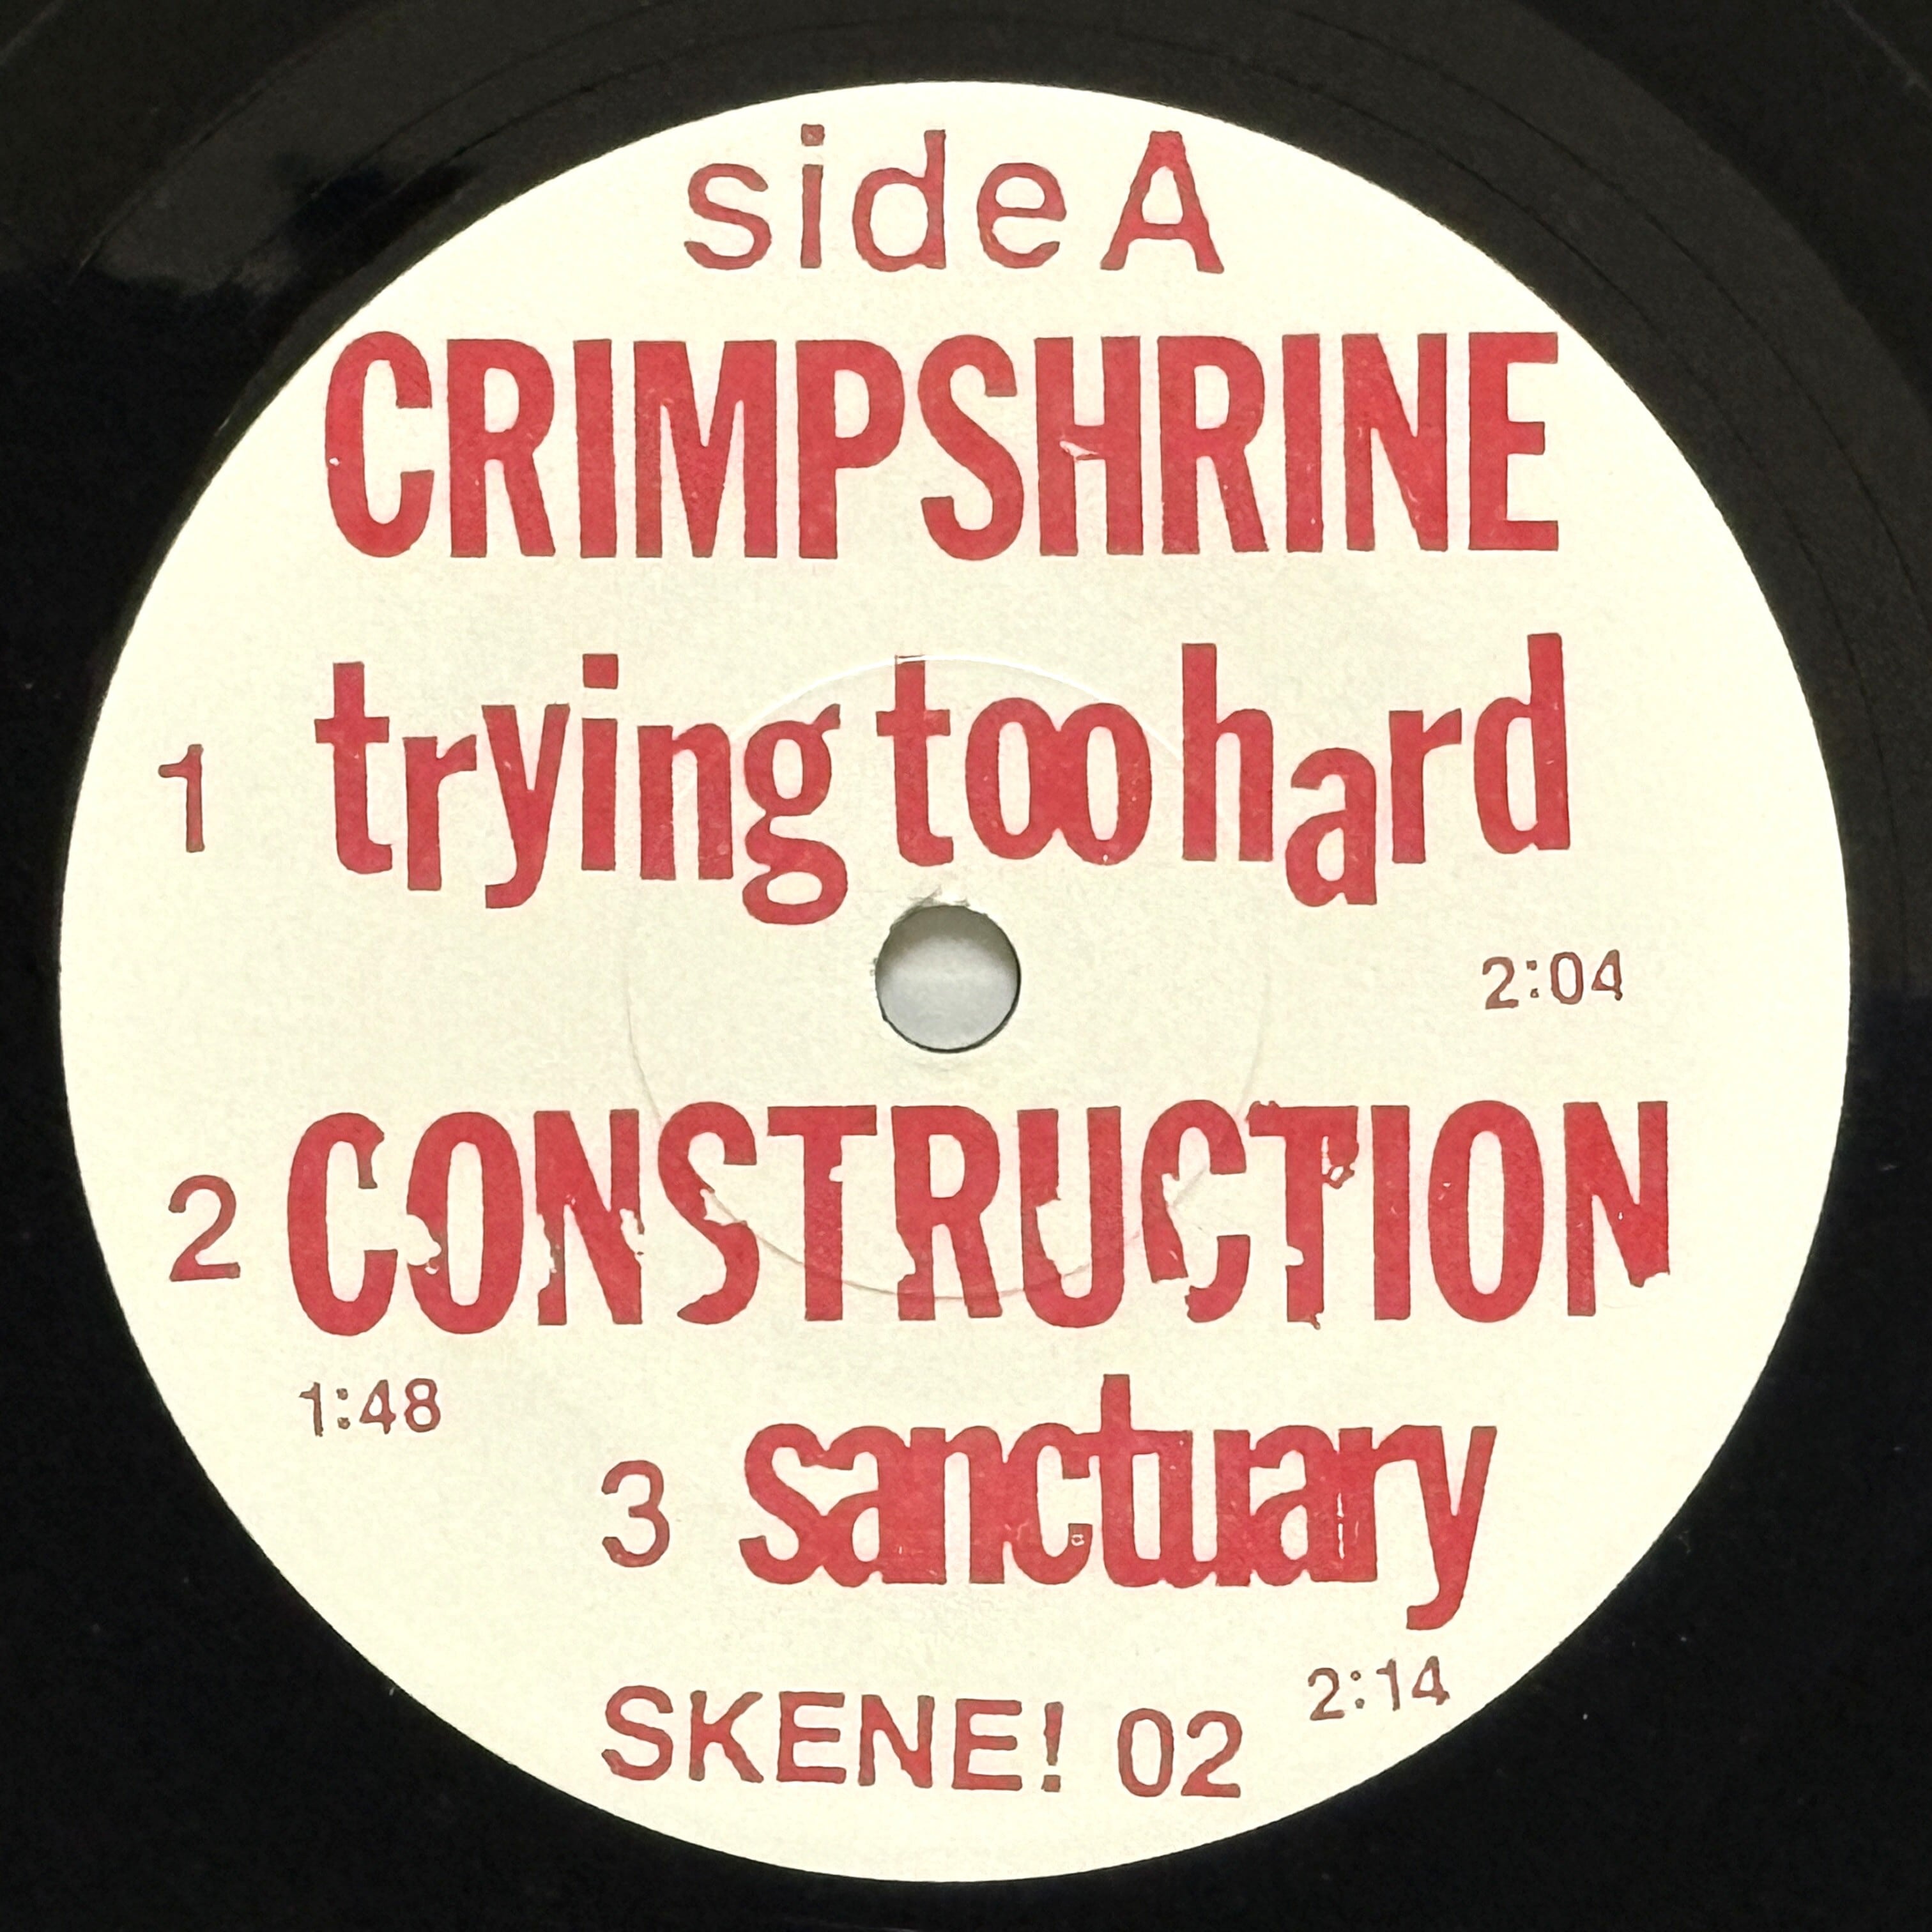 side A
CRIMPSHRINE
1 trying too hard
2:04
2 CONSTRUCTION
1:48
3 sanctuary
2:14
SKENE! 02